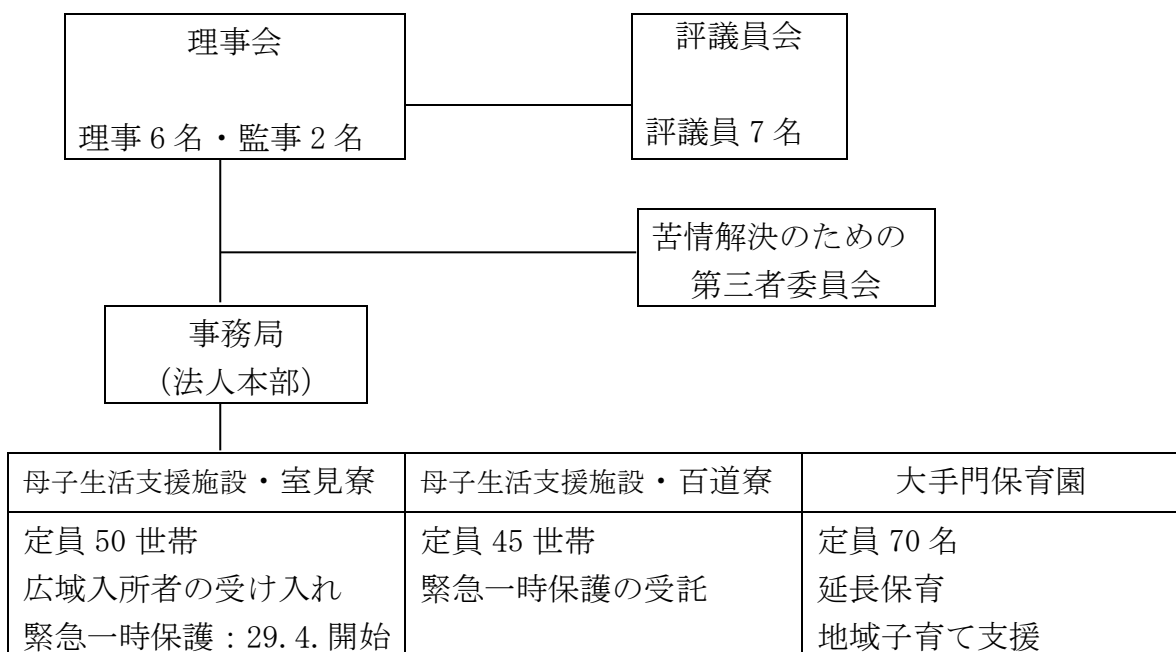 理事会
理事6名・監事2名
評議員会
評議員7名
苦情解決のための
第三者委員会
事務局
(法人本部)
母子生活支援施設・室見寮
定員50世帯
広域入所者の受け入れ
緊急一時保護:29.4.開始
母子生活支援施設・百道寮
定員45世帯
緊急一時保護の受託
大手門保育園
定員70名
延長保育
地域子育て支援